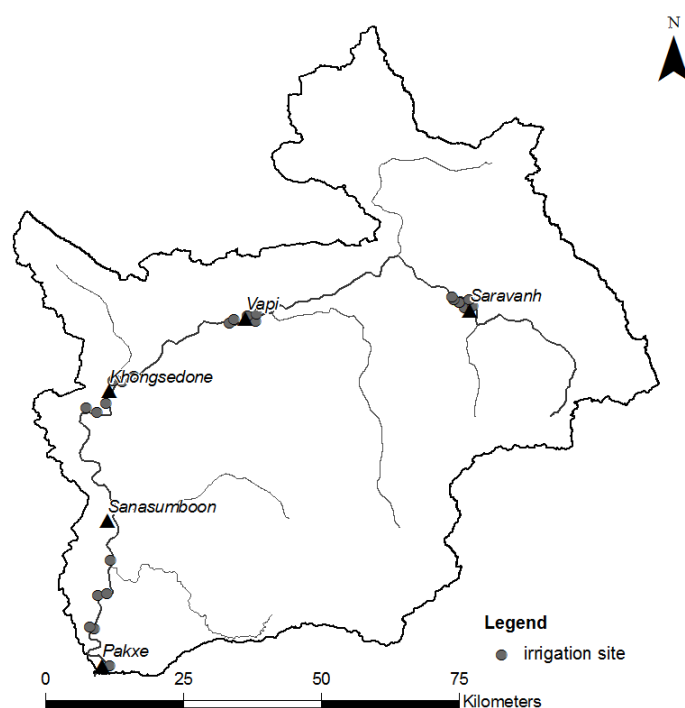 N
Vapi
Saravanh
Khongsedone
Sanasumboon
Legend
irrigation site
Pakxe
0 25 50 75
Kilometers